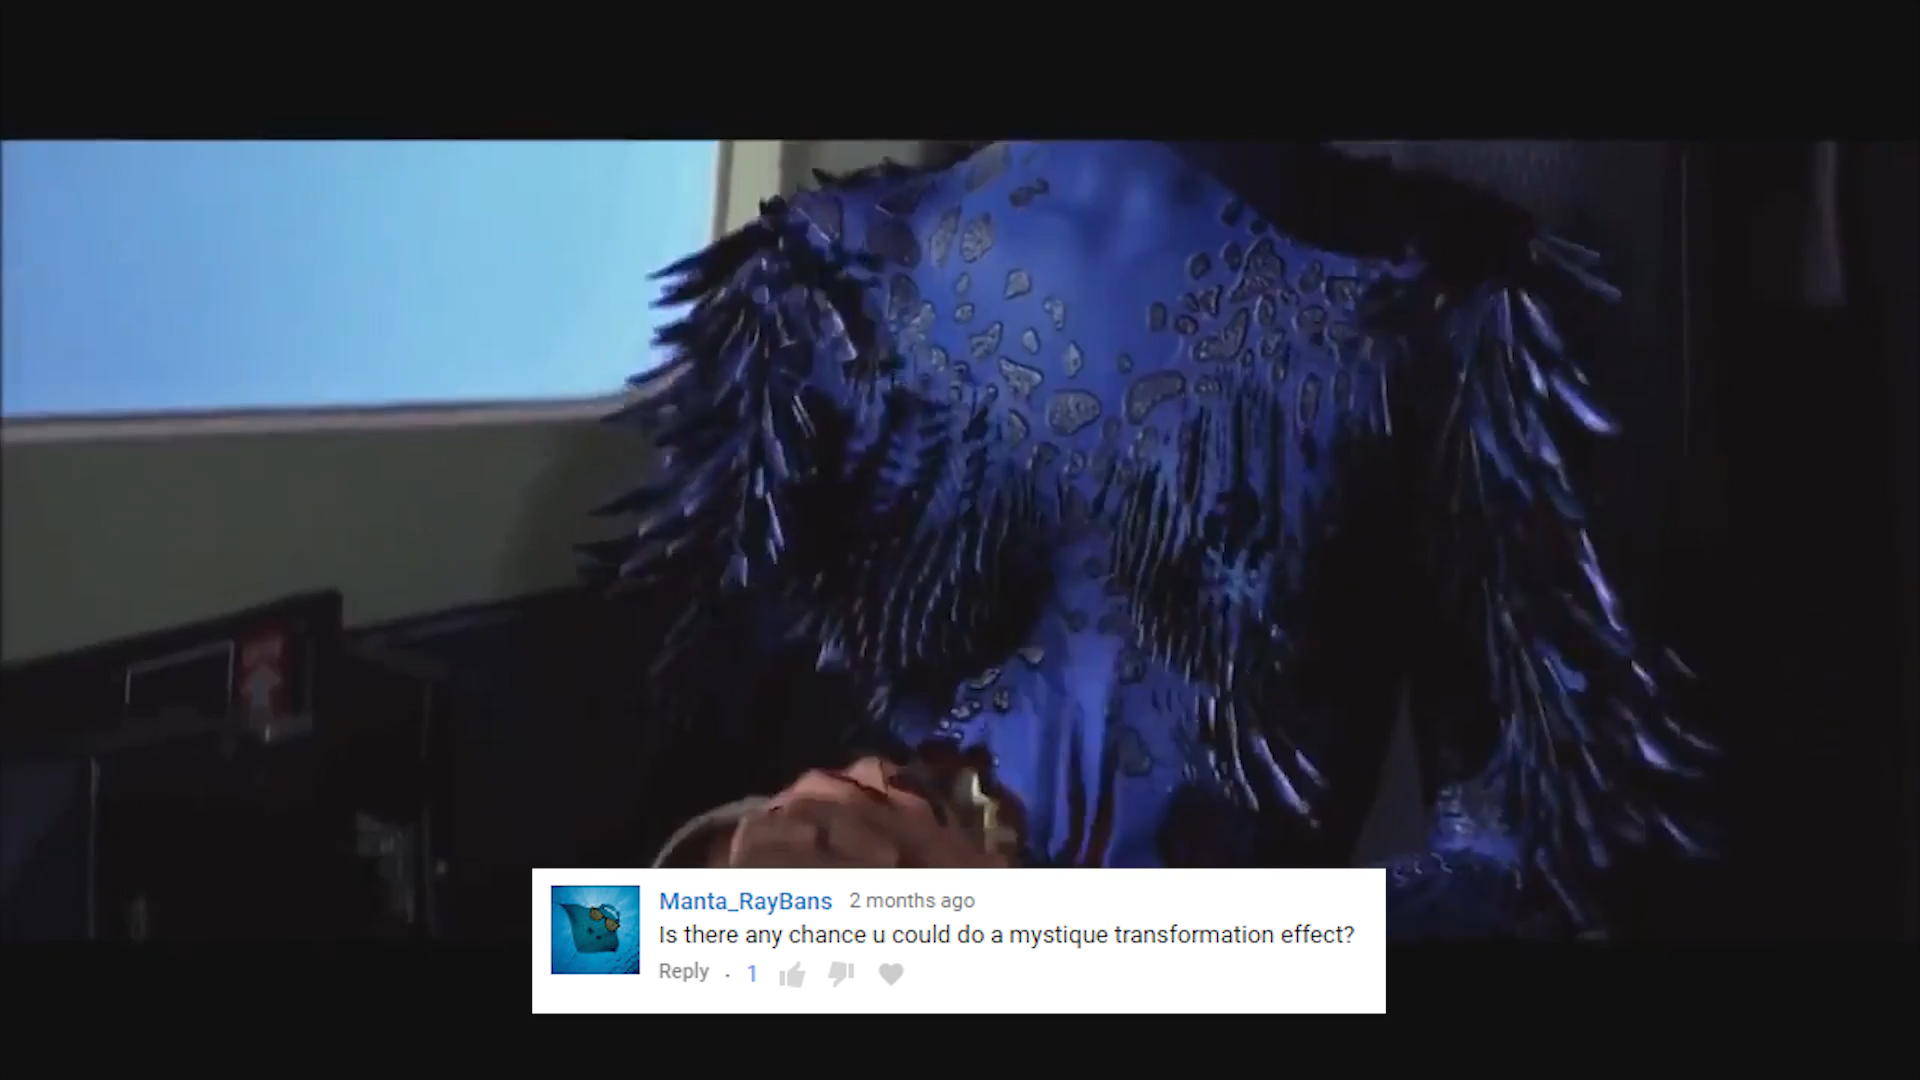 Manta_RayBans 2 months ago
Is there any chance u could do a mystique transformation effect?
Reply . 1